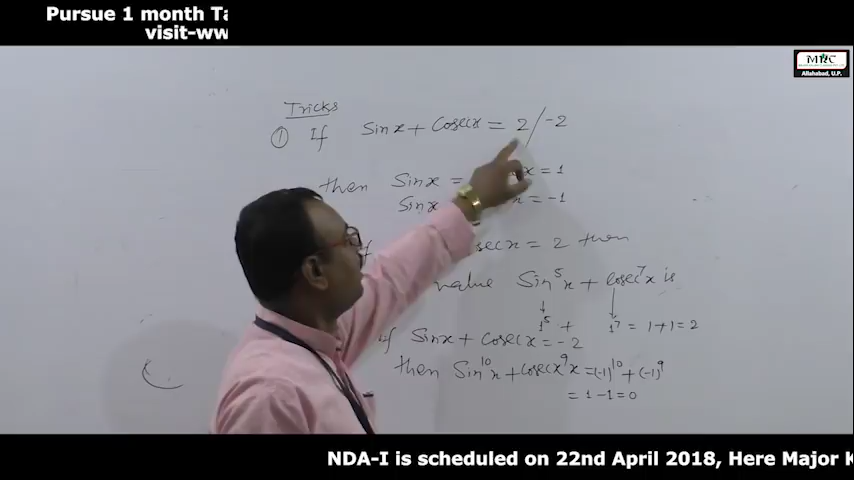 Pursue 1 month Ta
visit-ww
MKC
Allahabad, U.P.
Tricks
① If Sinx + Cosecx = 2/-2
then Sinx = x = 1
Sinx x = -1
f secx = 2 then
value Sin⁵x + cosec⁷x is
↓ ↓
1⁵ + 1⁷ = 1+1=2
if Sinx + Cosecx = -2
then Sin¹⁰x + cosecx⁹x = (-1)¹⁰ + (-1)⁹
= 1-1=0
NDA-I is scheduled on 22nd April 2018, Here Major K